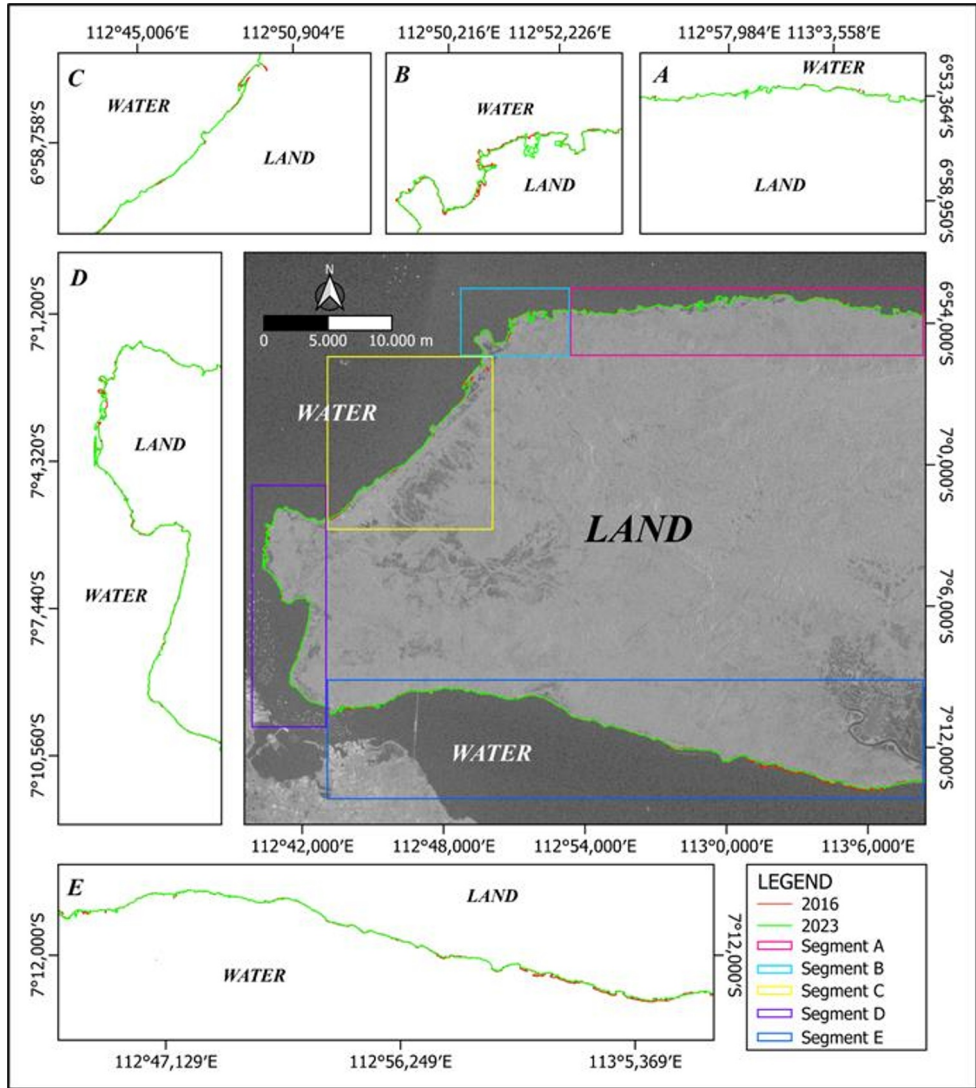 112°45,006′E 112°50,904′E 112°50,216′E 112°52,226′E 112°57,984′E 113°3,558′E
C
WATER
LAND
6°58,758′S
B
WATER
LAND
A
WATER
LAND
6°53,364′S
6°58,950′S
D
LAND
WATER
7°1,200′S
7°4,320′S
7°7,440′S
7°10,560′S
N
0 5.000 10.000 m
WATER
LAND
WATER
6°54,000′S
7°0,000′S
7°6,000′S
7°12,000′S
112°42,000′E 112°48,000′E 112°54,000′E 113°0,000′E 113°6,000′E
E
LAND
WATER
7°12,000′S
7°12,000′S
112°47,129′E 112°56,249′E 113°5,369′E
LEGEND
2016
2023
Segment A
Segment B
Segment C
Segment D
Segment E